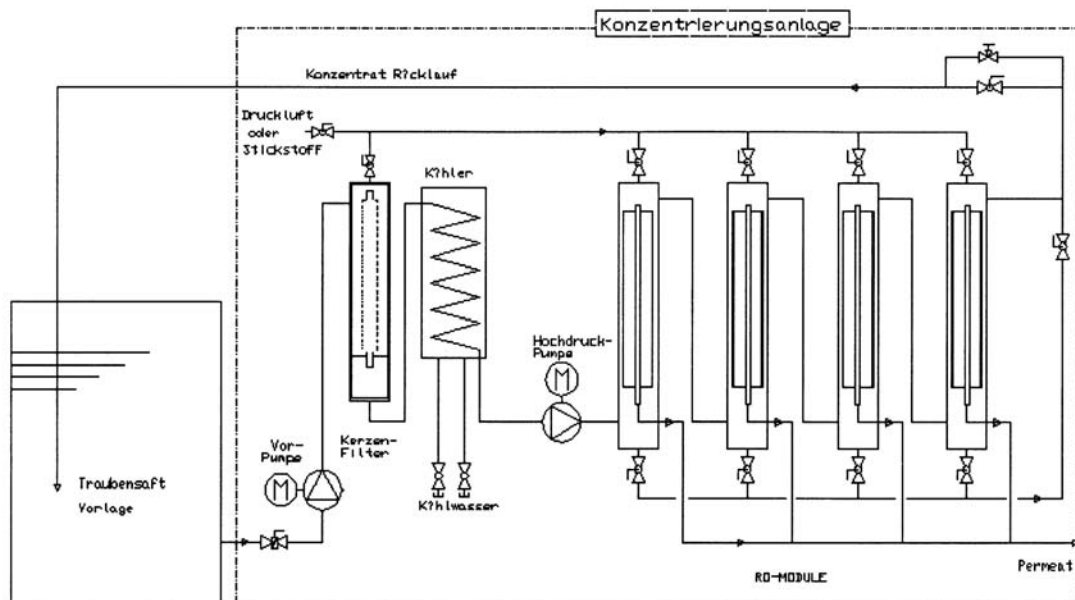 Konzentrierungsanlage
Konzentrat R?cklauf
Druckluft
oder
Stickstoff
K?hler
Hochdruck-
Pumpe
M
Vor-
Pumpe
M
Kerzen-
Filter
K?hlwasser
Traubensaft
Vorlage
Permeat
RO-MODULE